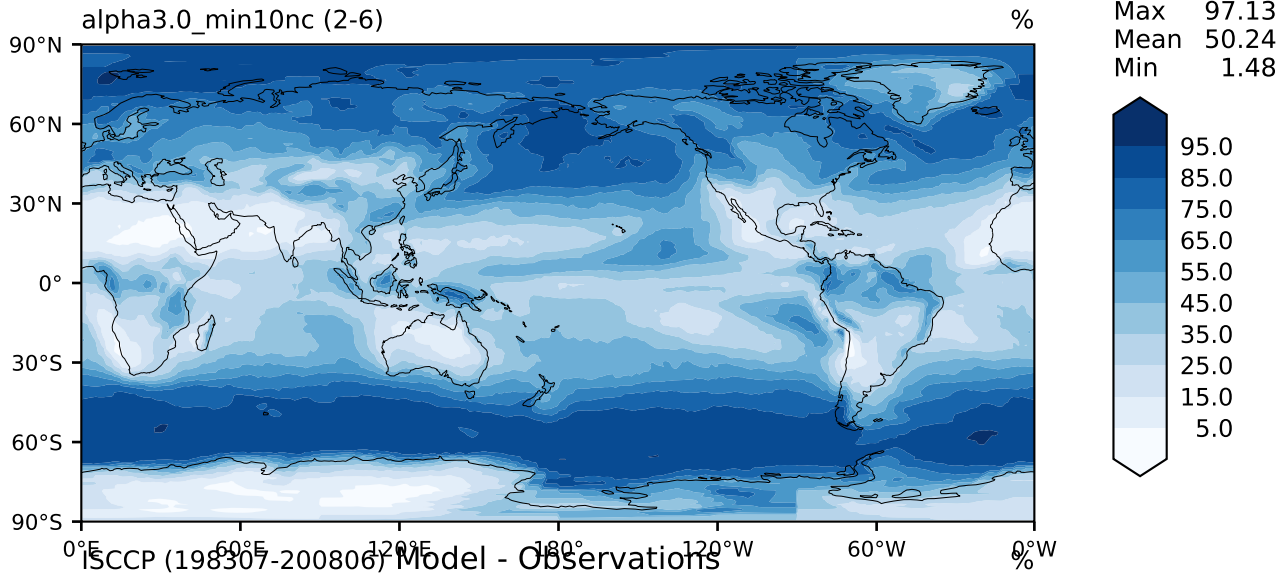 alpha3.0_min10nc (2-6) %
Max 97.13
Mean 50.24
Min 1.48
90°N
60°N
30°N
0°
30°S
60°S
90°S
95.0
85.0
75.0
65.0
55.0
45.0
35.0
25.0
15.0
5.0
0°E 60°E 120°E 180° 120°W 60°W 0°W
ISCCP (198307-200806) Model - Observations %